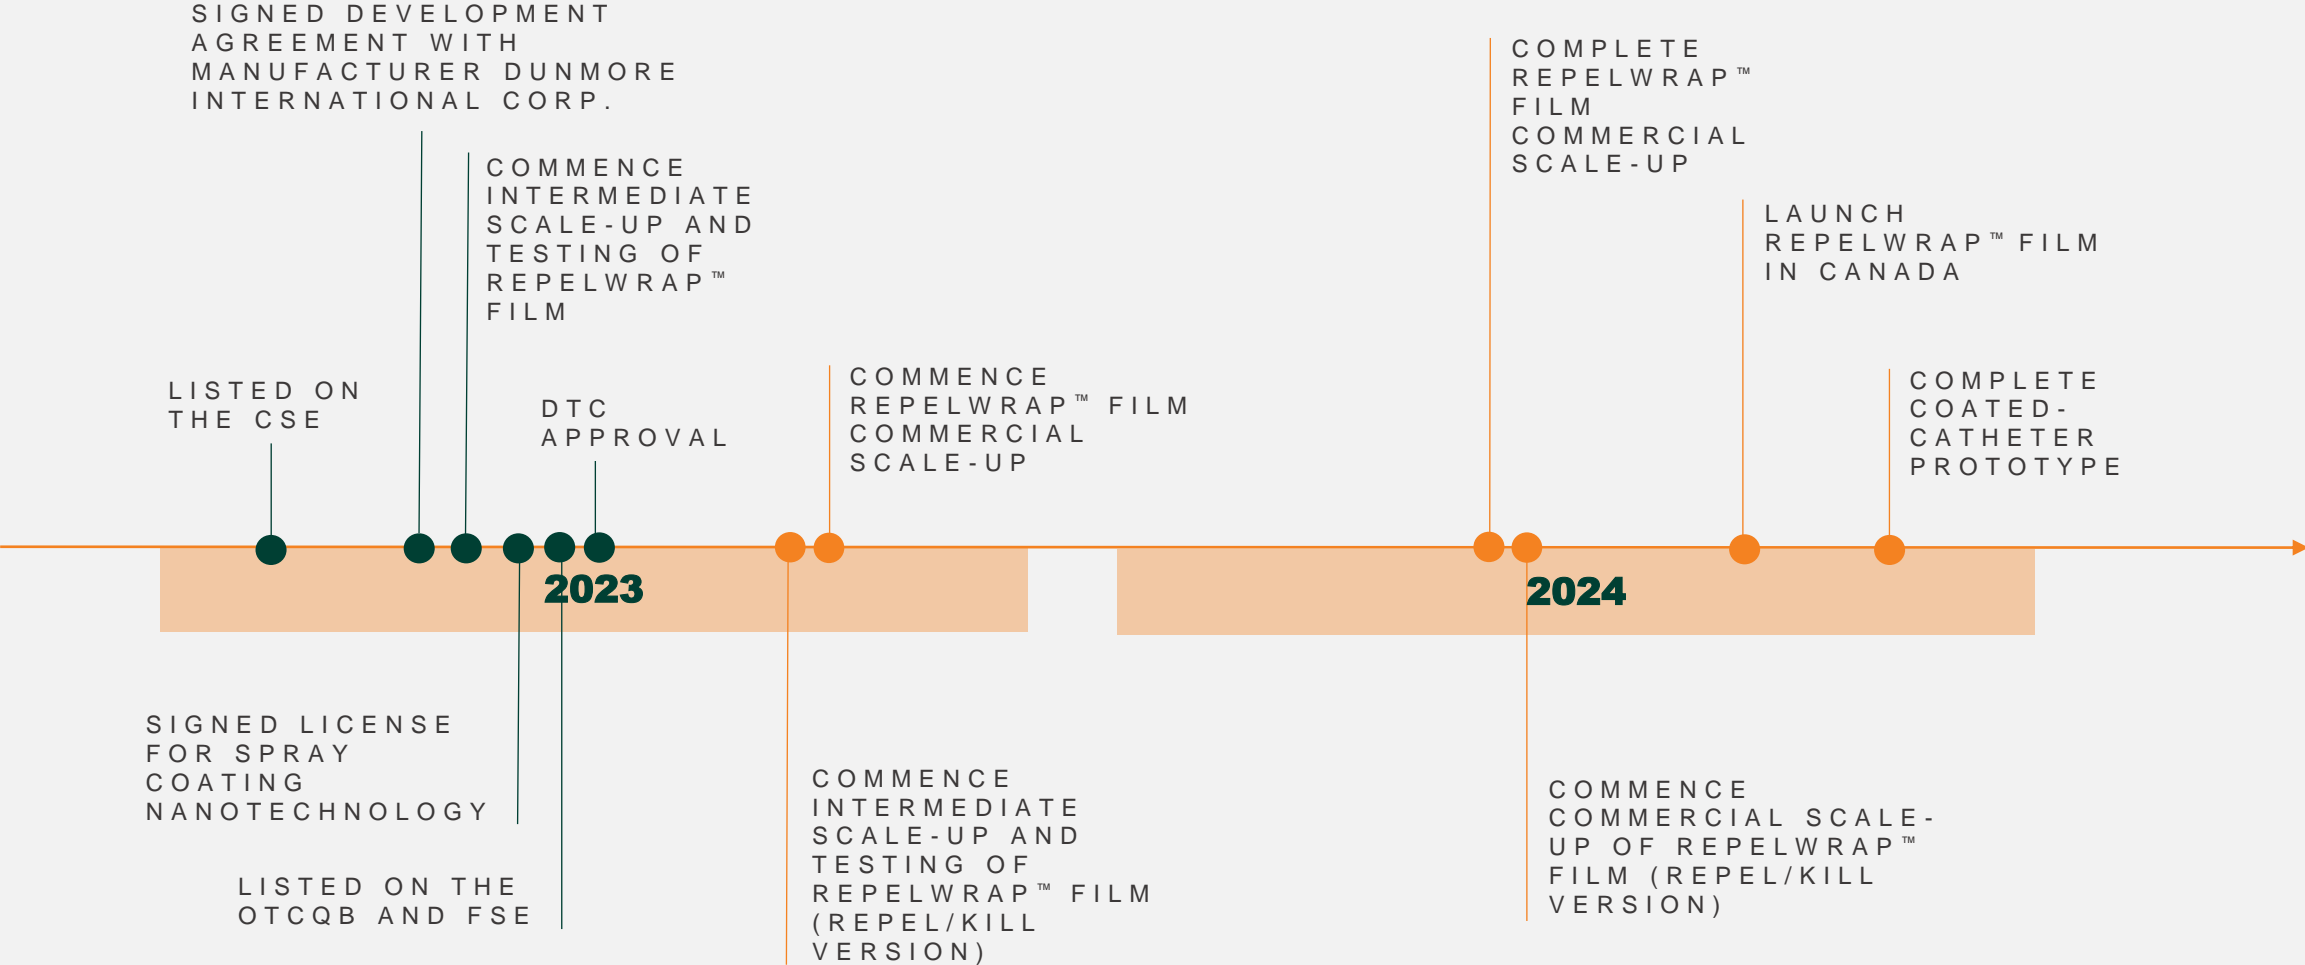 SIGNED DEVELOPMENT
AGREEMENT WITH
MANUFACTURER DUNMORE
INTERNATIONAL CORP.
COMMENCE
INTERMEDIATE
SCALE-UP AND
TESTING OF
REPELWRAP™
FILM
LISTED ON
THE CSE
DTC
APPROVAL
COMMENCE
REPELWRAP™ FILM
COMMERCIAL
SCALE-UP
COMPLETE
REPELWRAP™
FILM
COMMERCIAL
SCALE-UP
LAUNCH
REPELWRAP™ FILM
IN CANADA
COMPLETE
COATED-
CATHETER
PROTOTYPE
2023
2024
SIGNED LICENSE
FOR SPRAY
COATING
NANOTECHNOLOGY
LISTED ON THE
OTCQB AND FSE
COMMENCE
INTERMEDIATE
SCALE-UP AND
TESTING OF
REPELWRAP™ FILM
(REPEL/KILL
VERSION)
COMMENCE
COMMERCIAL SCALE-
UP OF REPELWRAP™
FILM (REPEL/KILL
VERSION)